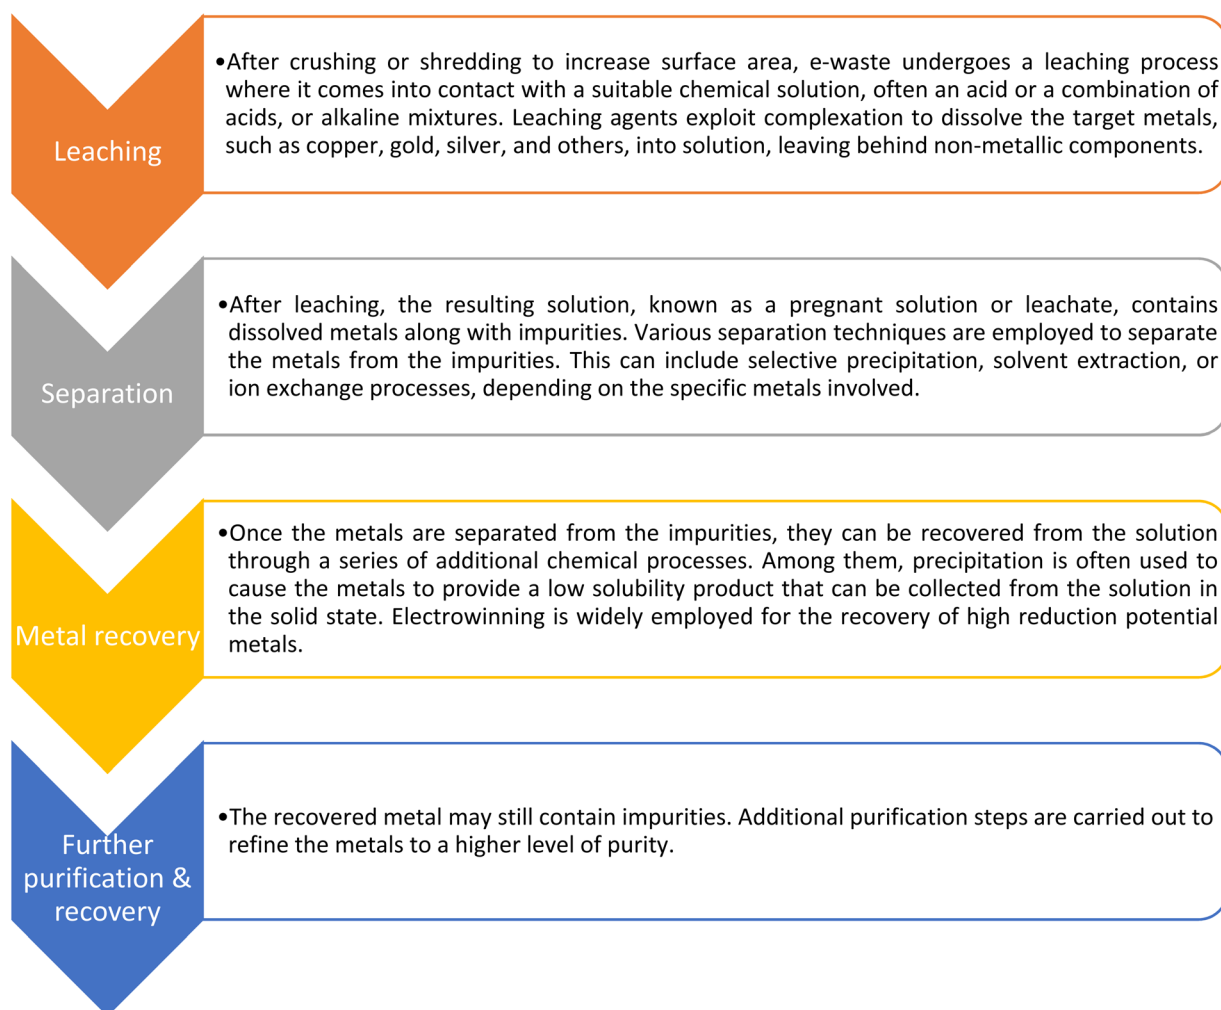 Leaching
•After crushing or shredding to increase surface area, e-waste undergoes a leaching process
where it comes into contact with a suitable chemical solution, often an acid or a combination of
acids, or alkaline mixtures. Leaching agents exploit complexation to dissolve the target metals,
such as copper, gold, silver, and others, into solution, leaving behind non-metallic components.
Separation
•After leaching, the resulting solution, known as a pregnant solution or leachate, contains
dissolved metals along with impurities. Various separation techniques are employed to separate
the metals from the impurities. This can include selective precipitation, solvent extraction, or
ion exchange processes, depending on the specific metals involved.
Metal recovery
•Once the metals are separated from the impurities, they can be recovered from the solution
through a series of additional chemical processes. Among them, precipitation is often used to
cause the metals to provide a low solubility product that can be collected from the solution in
the solid state. Electrowinning is widely employed for the recovery of high reduction potential
metals.
Further
purification &
recovery
•The recovered metal may still contain impurities. Additional purification steps are carried out to
refine the metals to a higher level of purity.